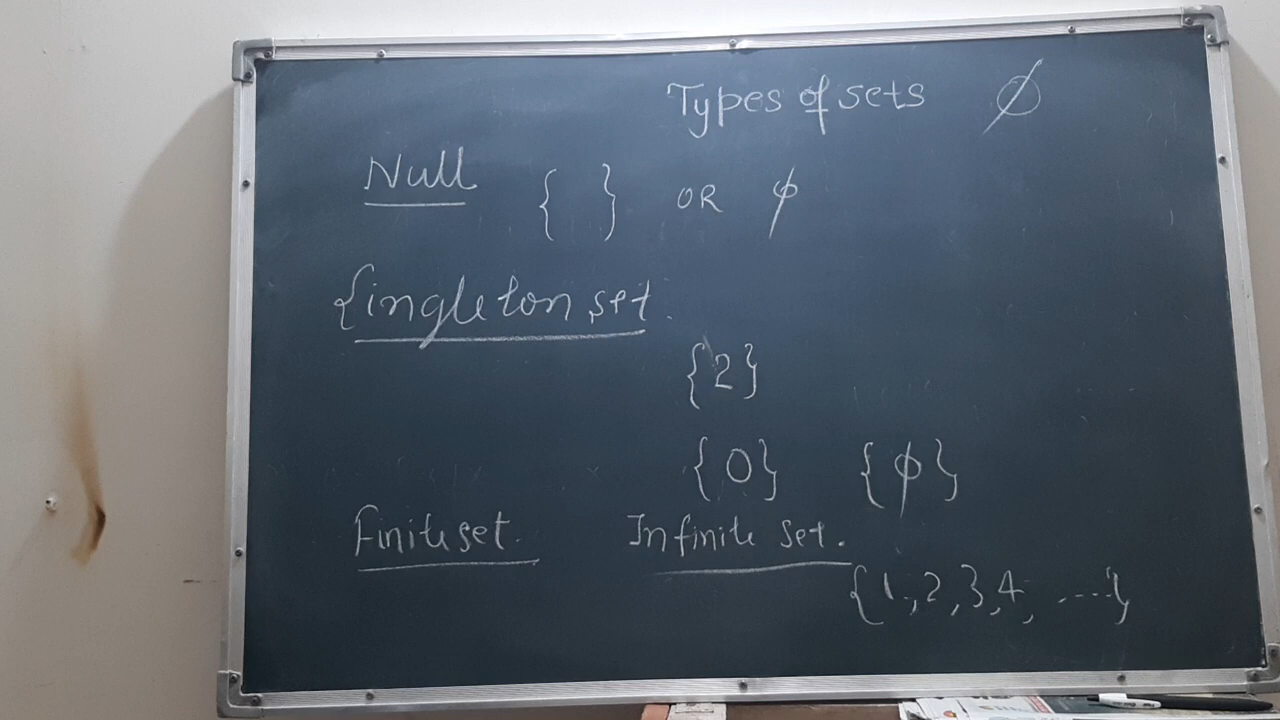 Types of sets Ø
Null { } OR ϕ
Singleton set.
{2}
{0} {ϕ}
Finite set. Infinite set.
{1,2,3,4, ....}